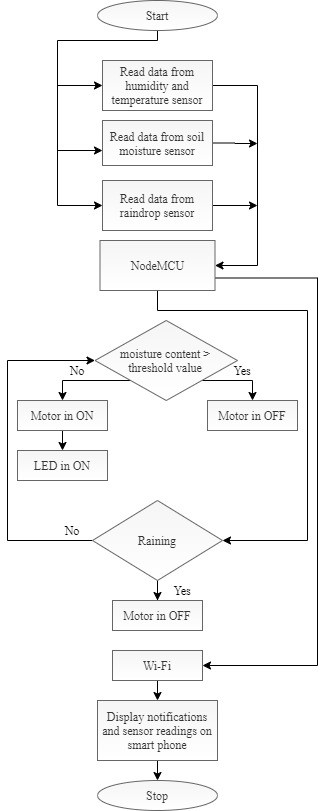 Start
Read data from
humidity and
temperature sensor
Read data from soil
moisture sensor
Read data from
raindrop sensor
NodeMCU
moisture content >
threshold value
No
Yes
Motor in ON
Motor in OFF
LED in ON
Raining
No
Yes
Motor in OFF
Wi-Fi
Display notifications
and sensor readings on
smart phone
Stop